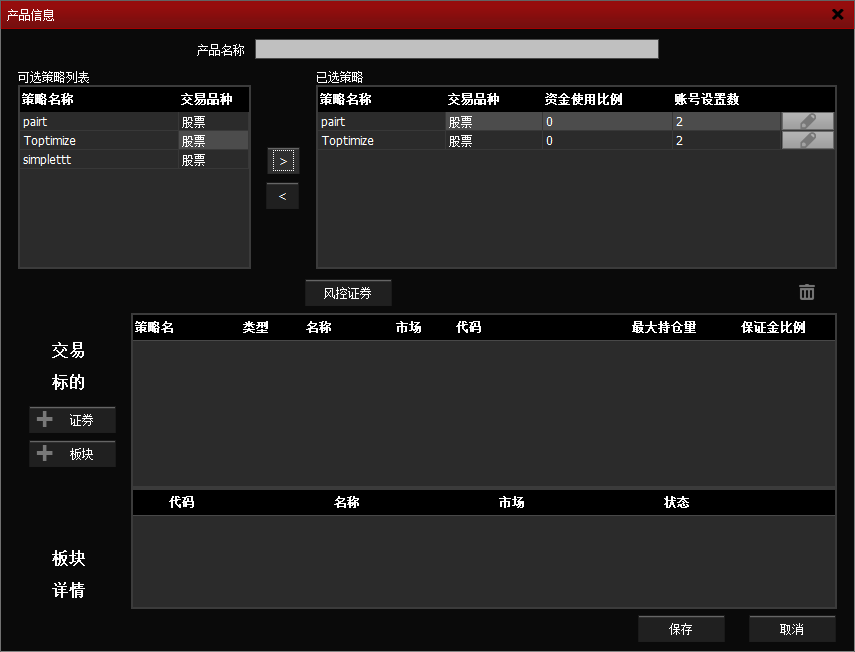 产品信息
产品名称
可选策略列表
已选策略
策略名称 交易品种
策略名称 交易品种 资金使用比例 账号设置数
pairt 股票
pairt 股票 0 2
Toptimize 股票
Toptimize 股票 0 2
simplettt 股票
>
<
风控证券
策略名 类型 名称 市场 代码 最大持仓量 保证金比例
交易
标的
证券
板块
代码 名称 市场 状态
板块
详情
保存 取消